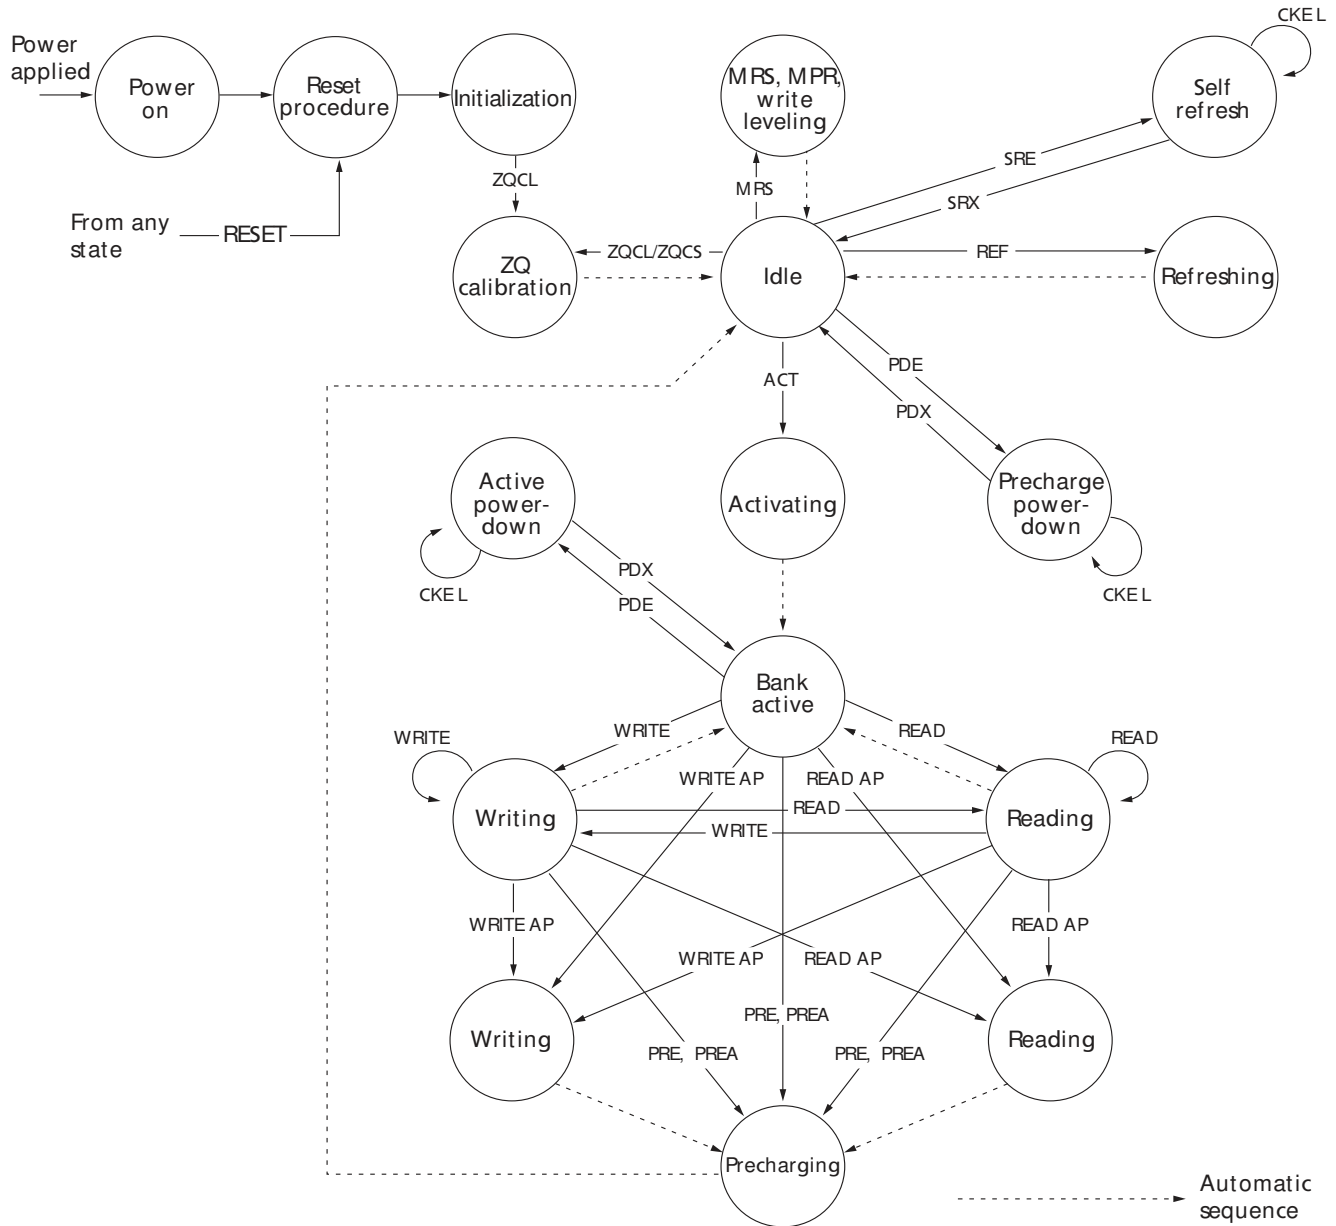 Power
applied
Power
on
Reset
procedure
Initialization
MRS, MPR,
write
leveling
Self
refresh
CKE L
ZQCL
MRS
SRE
SRX
From any
state
RESET
ZQ
calibration
ZQCL/ZQCS
Idle
REF
Refreshing
PDE
PDX
ACT
Active
power-
down
Activating
Precharge
power-
down
CKE L
PDX
PDE
CKE L
Bank
active
WRITE
WRITE
READ
READ
WRITE AP
READ AP
Writing
READ
WRITE
Reading
WRITE AP
READ AP
WRITE AP
READ AP
Writing
PRE, PREA
Reading
PRE, PREA
PRE, PREA
Precharging
Automatic
sequence